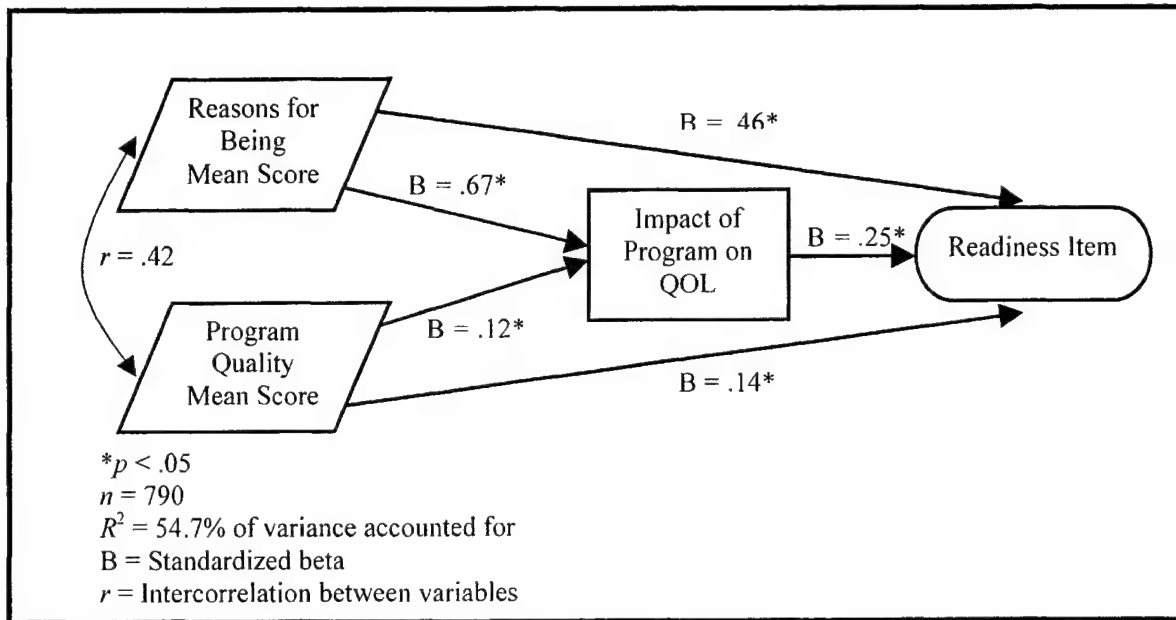 Reasons for
Being
Mean Score
B = .46*
B = .67*
Impact of
Program on
QOL
B = .25*
Readiness Item
r = .42
Program
Quality
Mean Score
B = .12*
B = .14*
*p < .05
n = 790
R² = 54.7% of variance accounted for
B = Standardized beta
r = Intercorrelation between variables